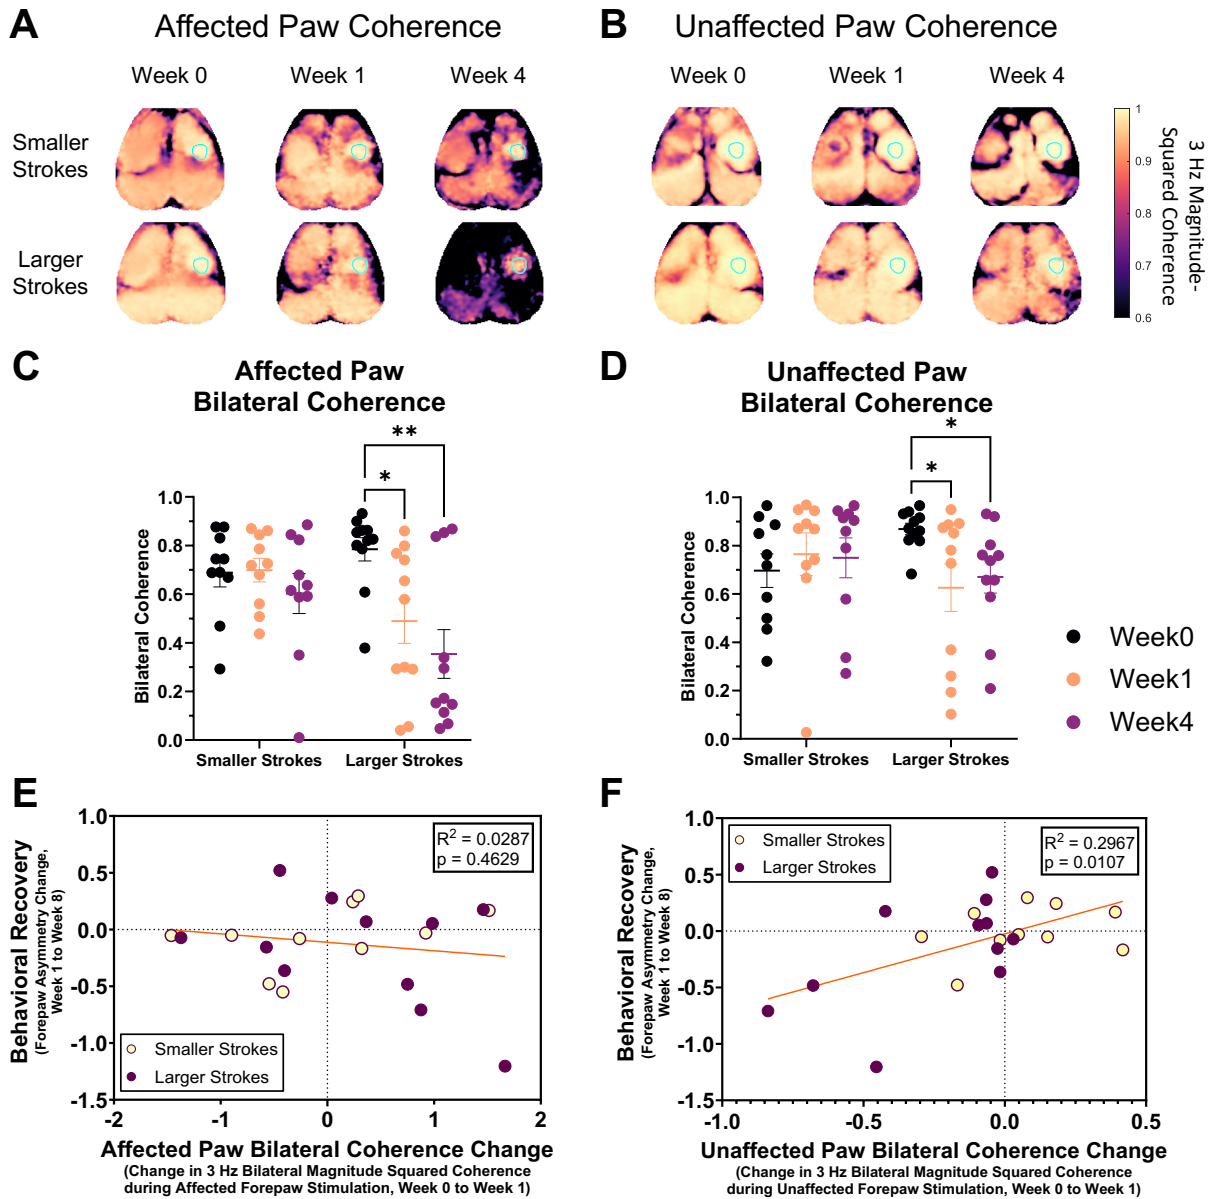 A
Affected Paw Coherence
Week 0
Week 1
Week 4
Smaller
Strokes
Larger
Strokes
B
Unaffected Paw Coherence
Week 0
Week 1
Week 4
1
0.9
0.8
0.7
0.6
3 Hz Magnitude-
Squared Coherence
C
Affected Paw
Bilateral Coherence
**
*
1.0
0.8
0.6
0.4
0.2
0.0
Bilateral Coherence
Smaller Strokes
Larger Strokes
D
Unaffected Paw
Bilateral Coherence
*
*
1.0
0.8
0.6
0.4
0.2
0.0
Bilateral Coherence
Smaller Strokes
Larger Strokes
Week0
Week1
Week4
E
1.0
0.5
0.0
-0.5
-1.0
-1.5
Behavioral Recovery
(Forepaw Asymmetry Change,
Week 1 to Week 8)
R2 = 0.0287
p = 0.4629
Smaller Strokes
Larger Strokes
-2
-1
0
1
2
Affected Paw Bilateral Coherence Change
(Change in 3 Hz Bilateral Magnitude Squared Coherence
during Affected Forepaw Stimulation, Week 0 to Week 1)
F
1.0
0.5
0.0
-0.5
-1.0
-1.5
Behavioral Recovery
(Forepaw Asymmetry Change,
Week 1 to Week 8)
Smaller Strokes
Larger Strokes
R2 = 0.2967
p = 0.0107
-1.0
-0.5
0.0
0.5
Unaffected Paw Bilateral Coherence Change
(Change in 3 Hz Bilateral Magnitude Squared Coherence
during Unaffected Forepaw Stimulation, Week 0 to Week 1)